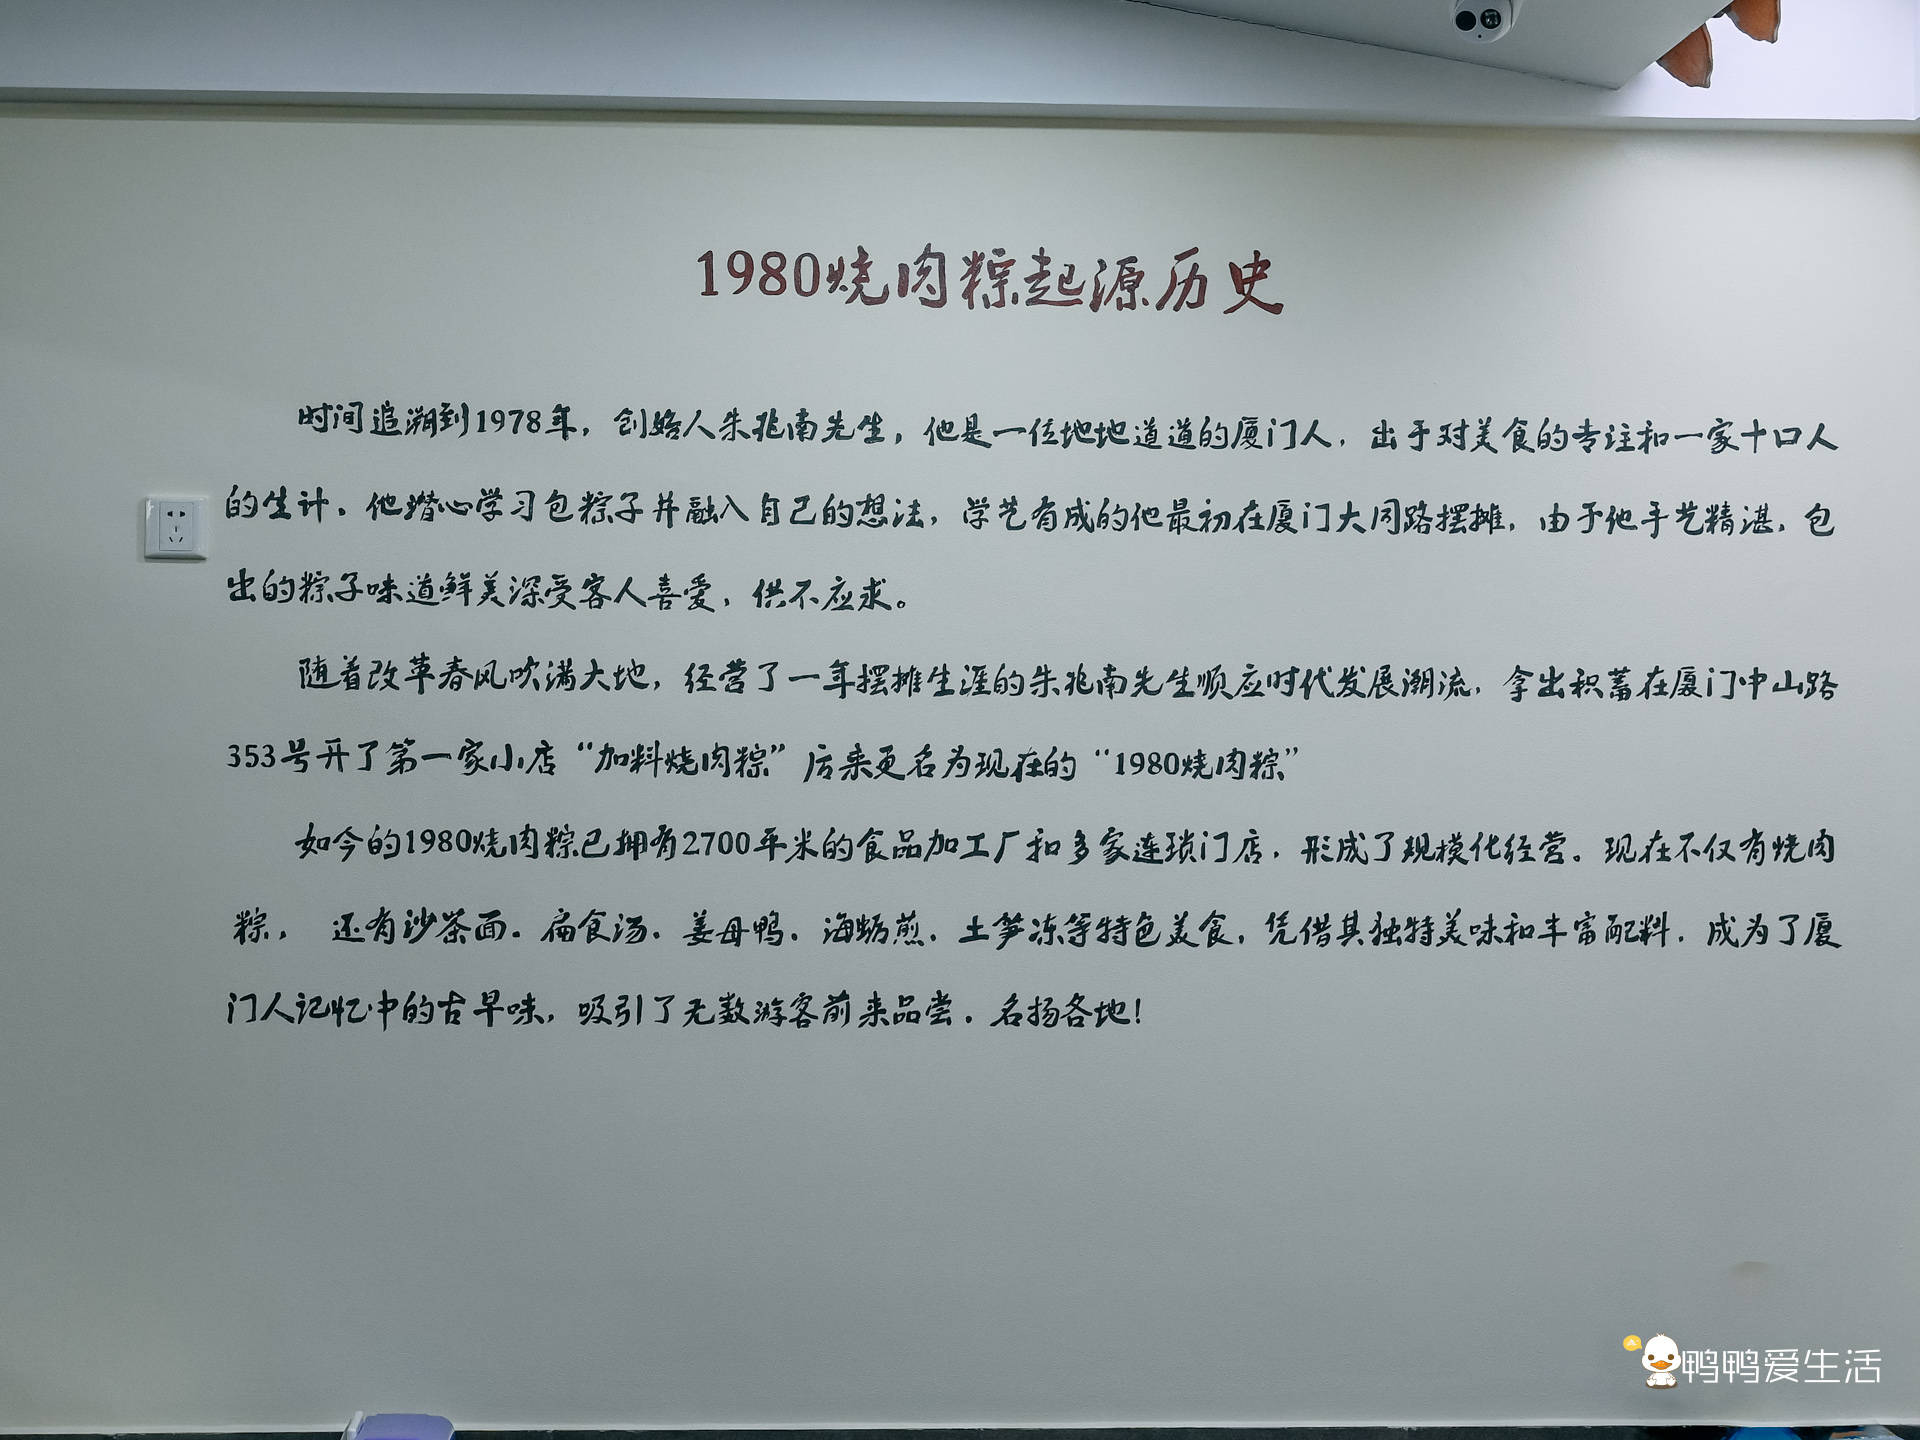 1980烧肉粽起源历史
时间追溯到1978年，创始人朱兆南先生，他是一位地地道道的厦门人，出于对美食的专注和一家十口人
的生计，他潜心学习包粽子并融入自己的想法，学艺有成的他最初在厦门大同路摆摊，由于他手艺精湛，包
出的粽子味道鲜美深受客人喜爱，供不应求。
随着改革春风吹满大地，经营了一年摆摊生涯的朱兆南先生顺应时代发展潮流，拿出积蓄在厦门中山路
353号开了第一家小店“加料烧肉粽”后来更名为现在的“1980烧肉粽”
如今的1980烧肉粽已拥有2700平米的食品加工厂和多家连锁门店，形成了规模化经营。现在不仅有烧肉
粽，还有沙茶面、扁食汤、姜母鸭、海蛎煎、土笋冻等特色美食，凭借其独特美味和丰富配料，成为了厦
门人记忆中的古早味，吸引了无数游客前来品尝，名扬各地！
鸭鸭爱生活